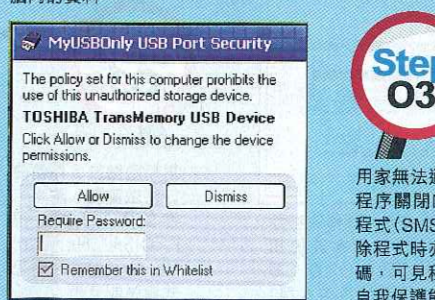 MyUSBOnly USB Port Security
The policy set for this computer prohibits the
use of this unauthorized storage device.
TOSHIBA TransMemory USB Device
Click Allow or Dismiss to change the device
permissions.
Allow
Dismiss
Require Password:
Remember this in Whitelist
Step
03
用家無法
程序關閉
程式(SMS
除程式時
碼,可見
自我保護